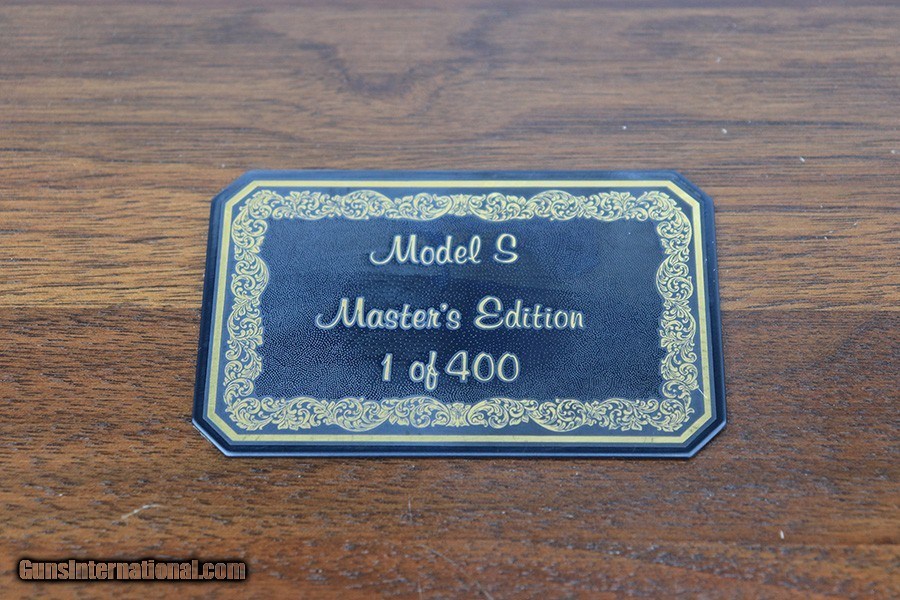 Model S
Master's Edition
1 of 400
GunsInternational.com